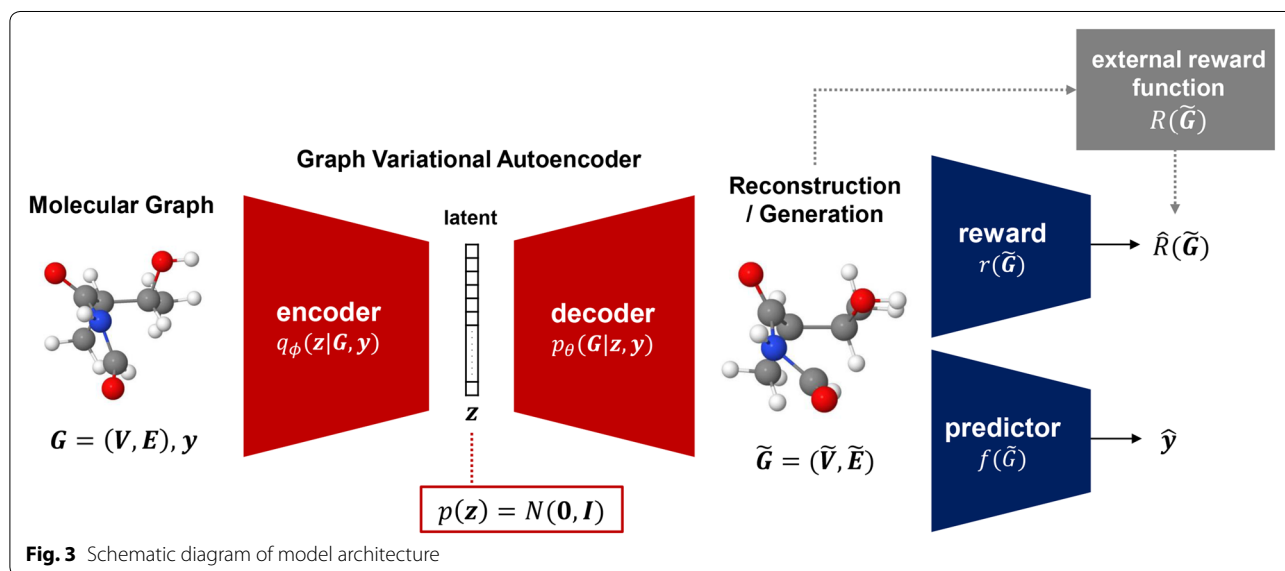 external reward
function
R(G̃)
Graph Variational Autoencoder
Molecular Graph
latent
Reconstruction
/ Generation
encoder
q_ϕ(z|G, y)
decoder
p_θ(G|z, y)
reward
r(G̃)
R̂(G̃)
z
G = (V, E), y
G̃ = (Ṽ, Ẽ)
predictor
f(G̃)
ŷ
p(z) = N(0, I)
Fig. 3 Schematic diagram of model architecture